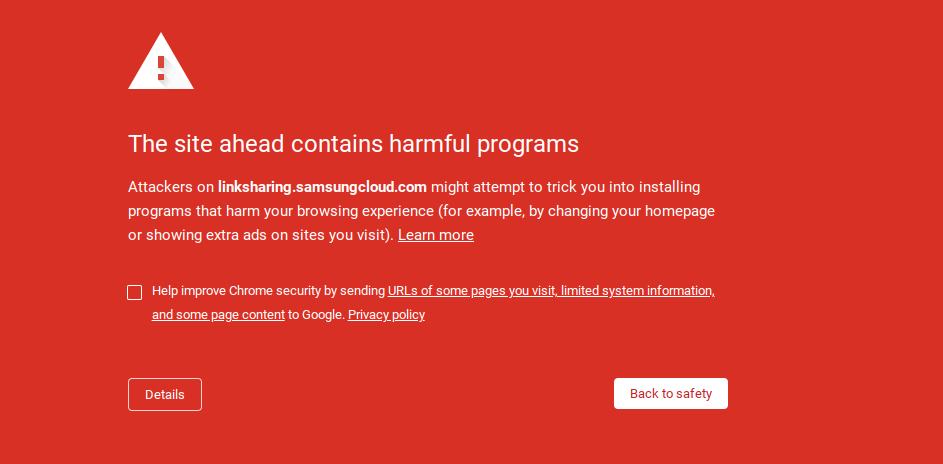 The site ahead contains harmful programs
Attackers on linksharing.samsungcloud.com might attempt to trick you into installing
programs that harm your browsing experience (for example, by changing your homepage
or showing extra ads on sites you visit). Learn more
Help improve Chrome security by sending URLs of some pages you visit, limited system information,
and some page content to Google. Privacy policy
Details
Back to safety